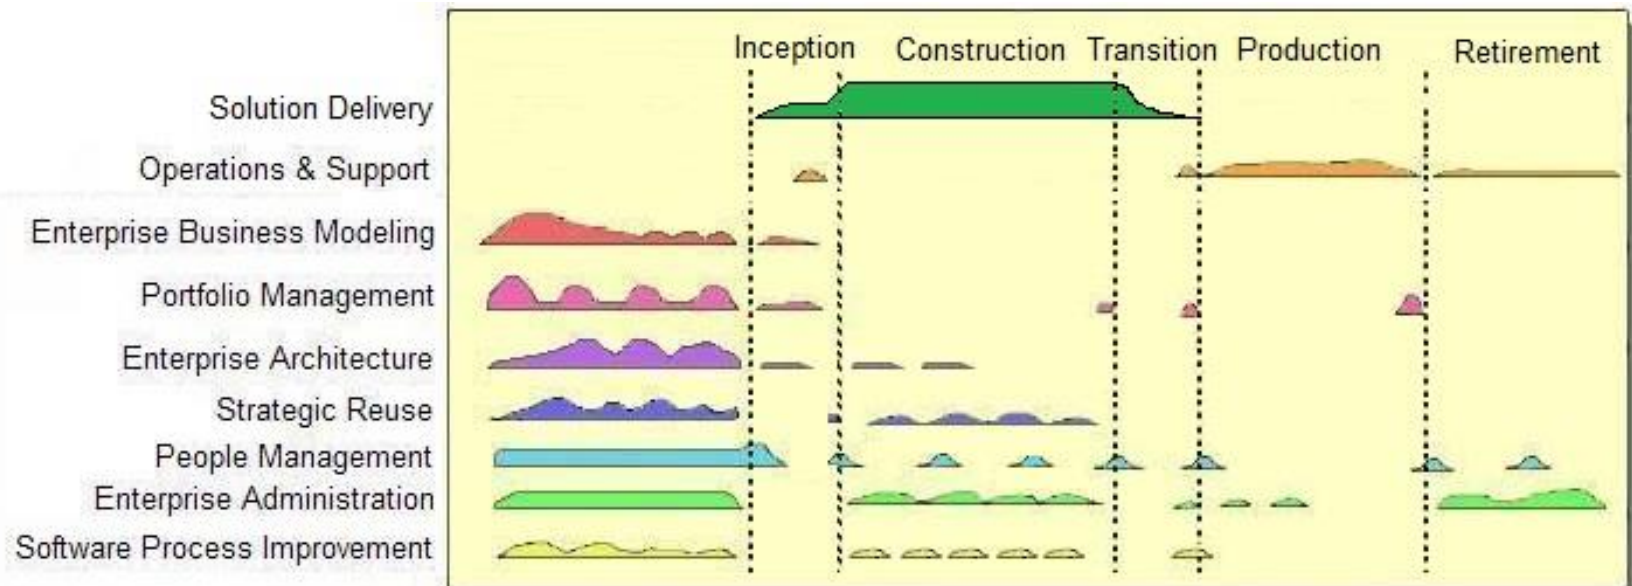 Inception Construction Transition Production Retirement
Solution Delivery
Operations & Support
Enterprise Business Modeling
Portfolio Management
Enterprise Architecture
Strategic Reuse
People Management
Enterprise Administration
Software Process Improvement